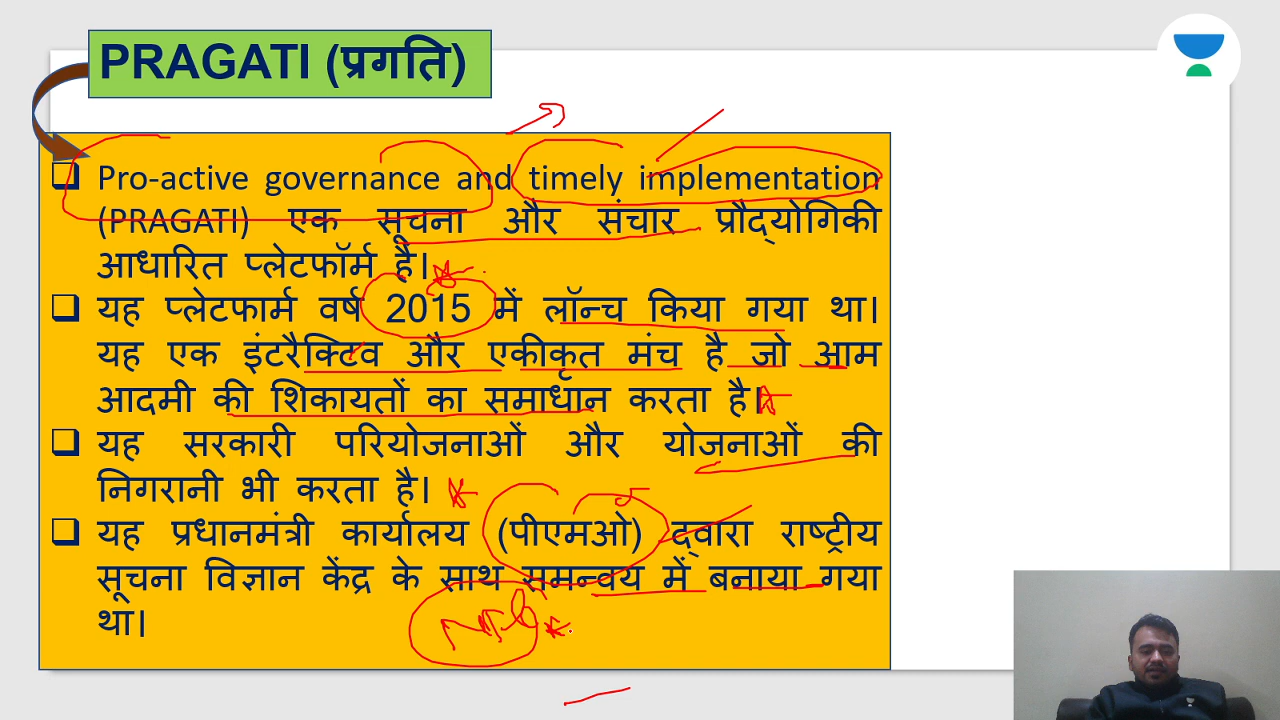 PRAGATI (प्रगति)
Pro-active governance and timely implementation
(PRAGATI) एक सूचना और संचार प्रौद्योगिकी
आधारित प्लेटफॉर्म है।
यह प्लेटफार्म वर्ष 2015 में लॉन्च किया गया था।
यह एक इंटरैक्टिव और एकीकृत मंच है जो आम
आदमी की शिकायतों का समाधान करता है।
यह सरकारी परियोजनाओं और योजनाओं की
निगरानी भी करता है।
यह प्रधानमंत्री कार्यालय (पीएमओ) द्वारा राष्ट्रीय
सूचना विज्ञान केंद्र के साथ समन्वय में बनाया गया
था।